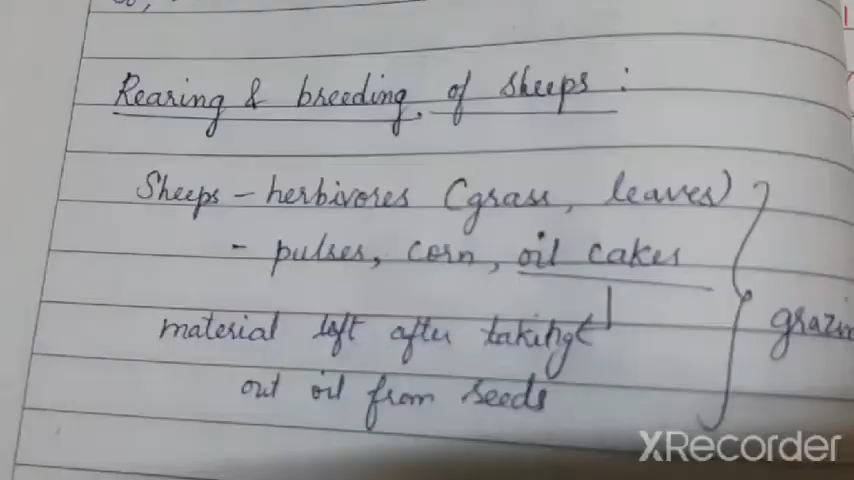 Rearing & breeding of sheeps :
Sheeps - herbivores (grass, leaves)
- pulses, corn, oil cakes
material left after taking
out oil from seeds
XRecorder